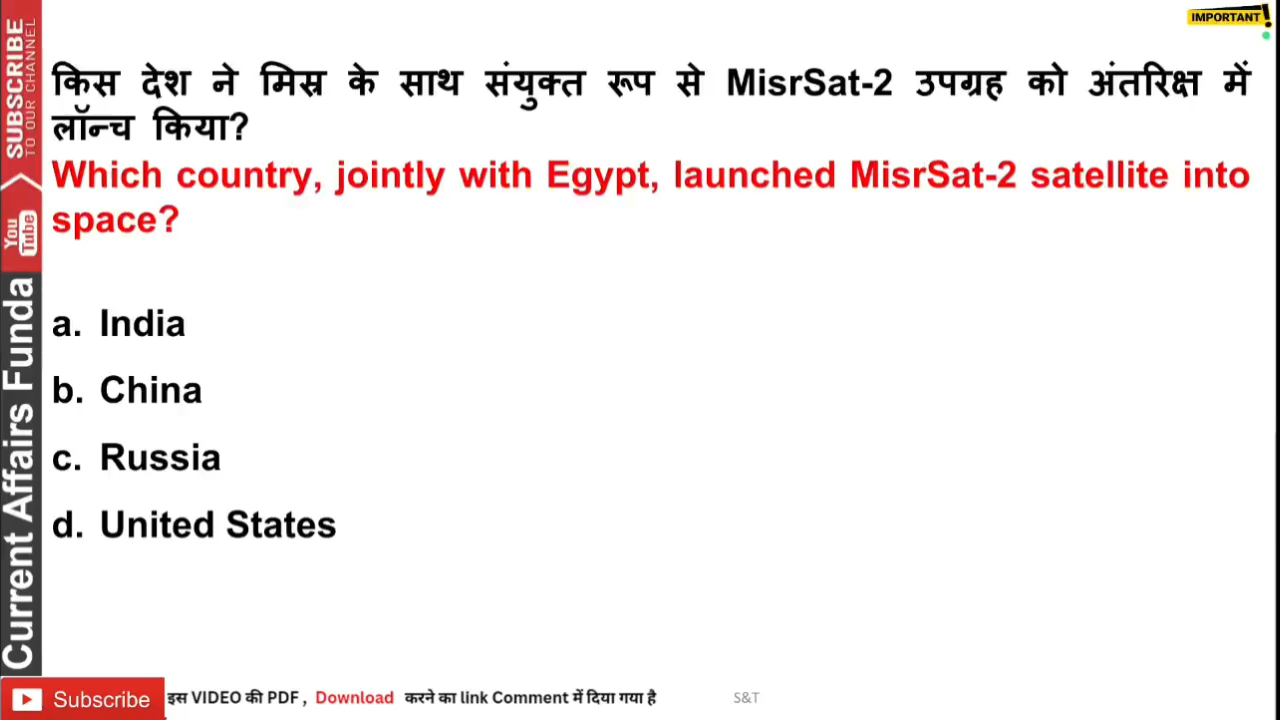 IMPORTANT
किस देश ने मिस्र के साथ संयुक्त रूप से MisrSat-2 उपग्रह को अंतरिक्ष में
लॉन्च किया?
Which country, jointly with Egypt, launched MisrSat-2 satellite into
space?
a. India
b. China
c. Russia
d. United States
SUBSCRIBE
TO OUR CHANNEL
You
Tube
Current Affairs Funda
Subscribe
इस VIDEO की PDF , Download करने का link Comment में दिया गया है
S&T